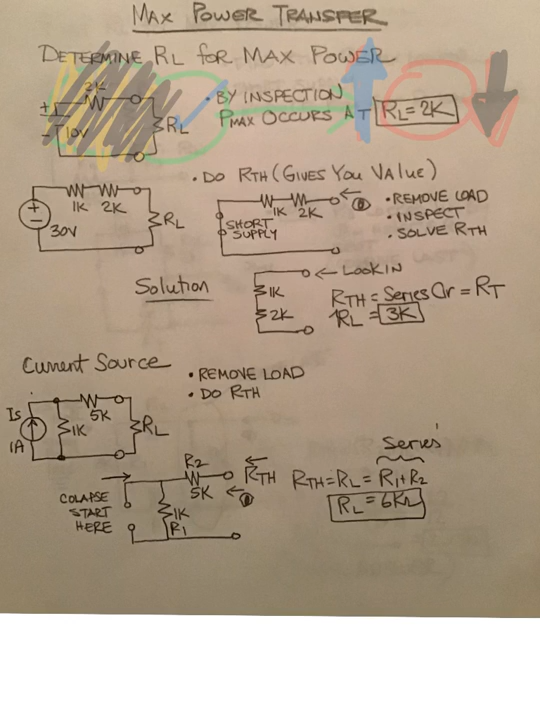 MAX POWER TRANSFER
DETERMINE RL FOR MAX POWER
2K
+
-
10V
RL
• BY INSPECTION
PMAX OCCURS AT RL = 2K
• DO RTH (GIVES YOU VALUE)
+
-
30V
1K 2K
RL
SHORT
SUPPLY
1K 2K
• REMOVE LOAD
• INSPECT
• SOLVE RTH
Solution
← LOOK IN
1K
2K
RTH = Series Cir = RT
RL = 3K
Current Source
• REMOVE LOAD
• DO RTH
Is
1A
1K
5K
RL
COLAPSE
START
HERE
R2
5K
1K
R1
RTH
Series
RTH = RL = R1 + R2
RL = 6KΩ